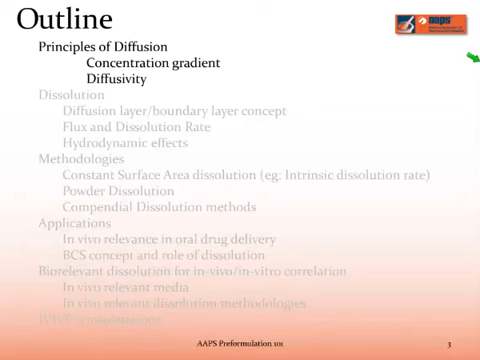 Outline
aaps
Principles of Diffusion
Concentration gradient
Diffusivity
Dissolution
Diffusion layer/boundary layer concept
Flux and Dissolution Rate
Hydrodynamic effects
Methodologies
Constant Surface Area dissolution (eg: Intrinsic dissolution rate)
Powder Dissolution
Compendial Dissolution methods
Applications
In vivo relevance in oral drug delivery
BCS concept and role of dissolution
Biorelevant dissolution for in-vivo/in-vitro correlation
In vivo relevant media
In vivo relevant dissolution methodologies
AAPS Preformulation 101
3